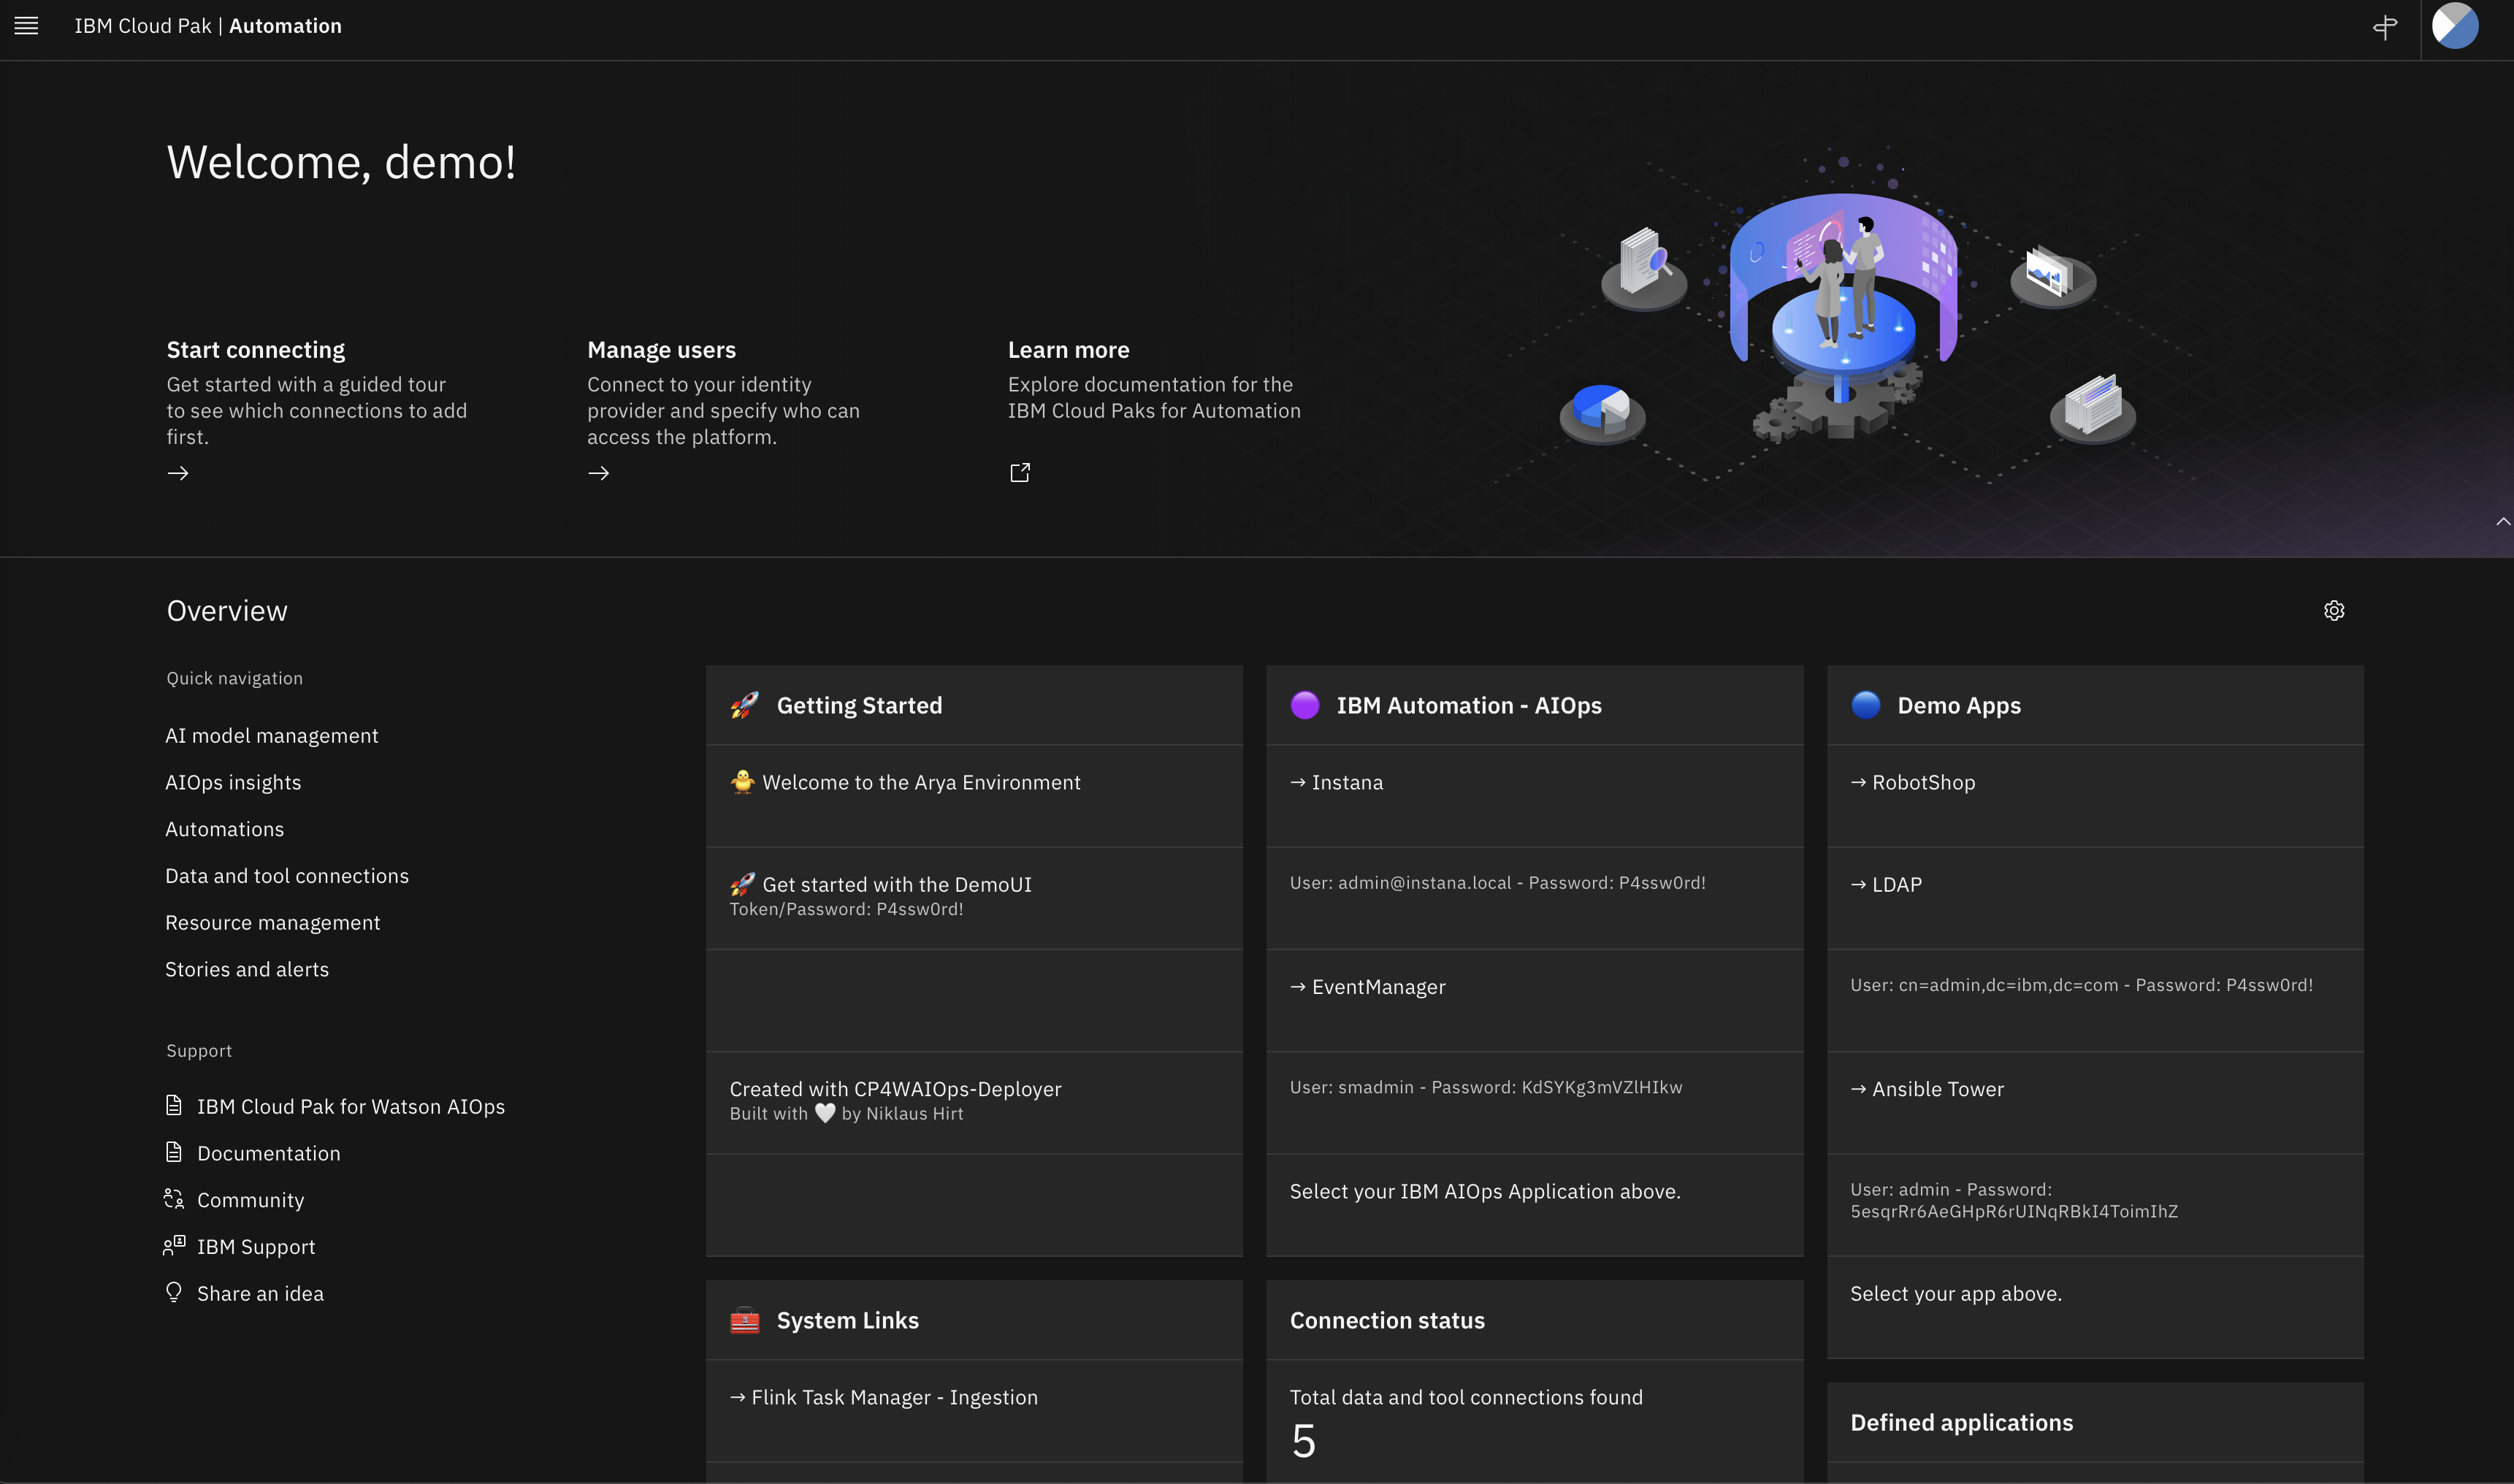 IBM Cloud Pak | Automation
Welcome, demo!
Start connecting
Get started with a guided tour
to see which connections to add
first.
Manage users
Connect to your identity
provider and specify who can
access the platform.
Learn more
Explore documentation for the
IBM Cloud Paks for Automation
Overview
Quick navigation
AI model management
AIOps insights
Automations
Data and tool connections
Resource management
Stories and alerts
Support
IBM Cloud Pak for Watson AIOps
Documentation
Community
IBM Support
Share an idea
🚀 Getting Started
🐥 Welcome to the Arya Environment
🚀 Get started with the DemoUI
Token/Password: P4ssw0rd!
Created with CP4WAIOps-Deployer
Built with 🤍 by Niklaus Hirt
🧰 System Links
→ Flink Task Manager - Ingestion
🟣 IBM Automation - AIOps
→ Instana
User: admin@instana.local - Password: P4ssw0rd!
→ EventManager
User: smadmin - Password: KdSYKg3mVZlHIkw
Select your IBM AIOps Application above.
Connection status
Total data and tool connections found
5
🔵 Demo Apps
→ RobotShop
→ LDAP
User: cn=admin,dc=ibm,dc=com - Password: P4ssw0rd!
→ Ansible Tower
User: admin - Password:
5esqrRr6AeGHpR6rUINqRBkI4ToimIhZ
Select your app above.
Defined applications